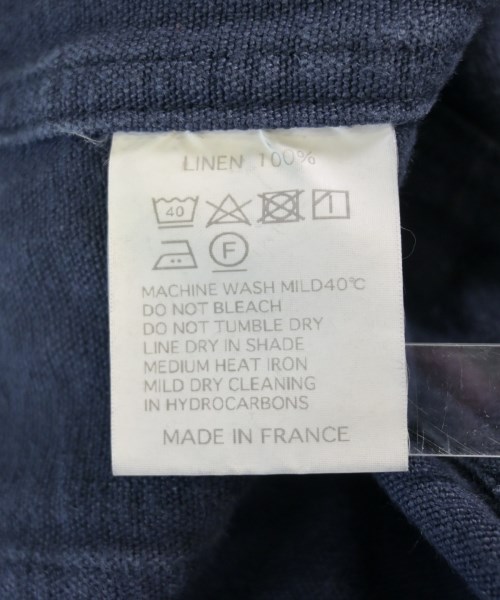 LINEN 100%
40
F
MACHINE WASH MILD40°C
DO NOT BLEACH
DO NOT TUMBLE DRY
LINE DRY IN SHADE
MEDIUM HEAT IRON
MILD DRY CLEANING
IN HYDROCARBONS
MADE IN FRANCE